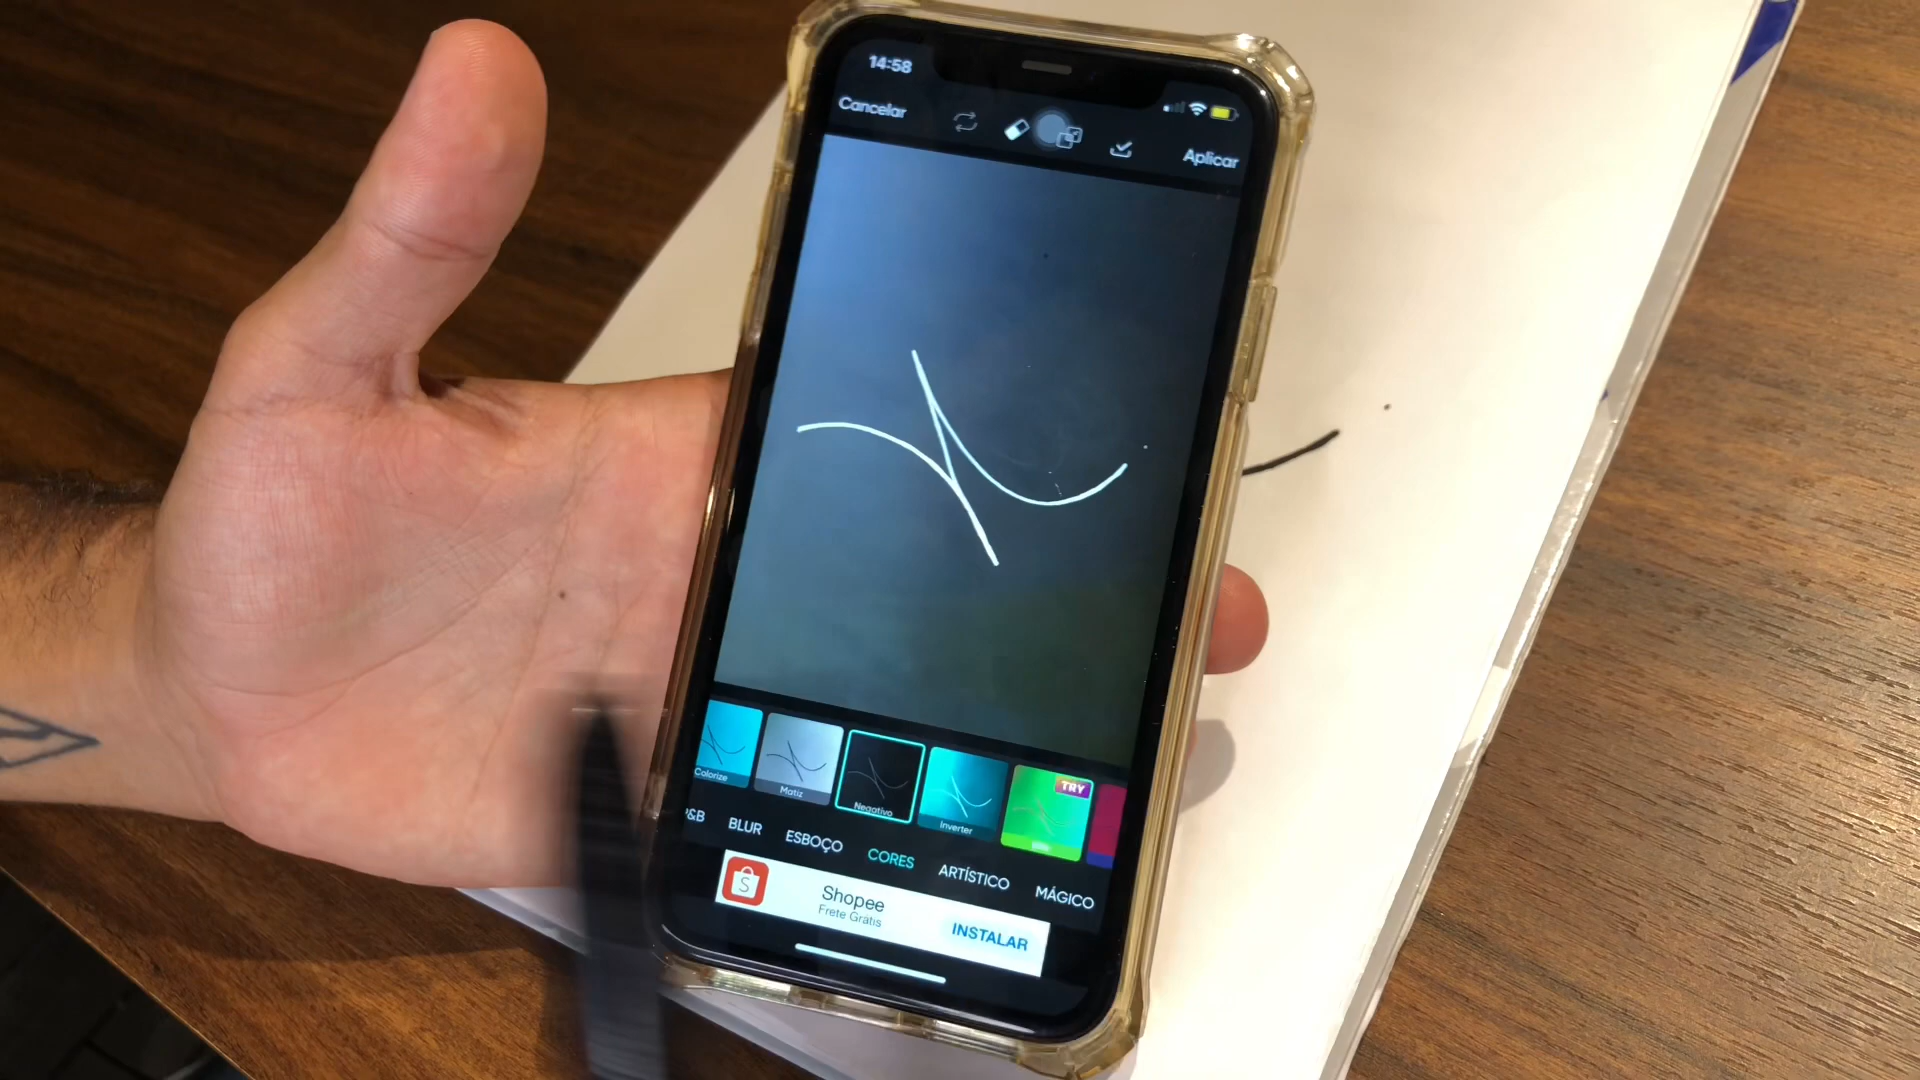 14:58
Cancelar
Aplicar
Colorize
Matiz
Negativo
Inverter
TRY
&B
BLUR
ESBOÇO
CORES
ARTÍSTICO
MÁGICO
S
Shopee
Frete Grátis
INSTALAR